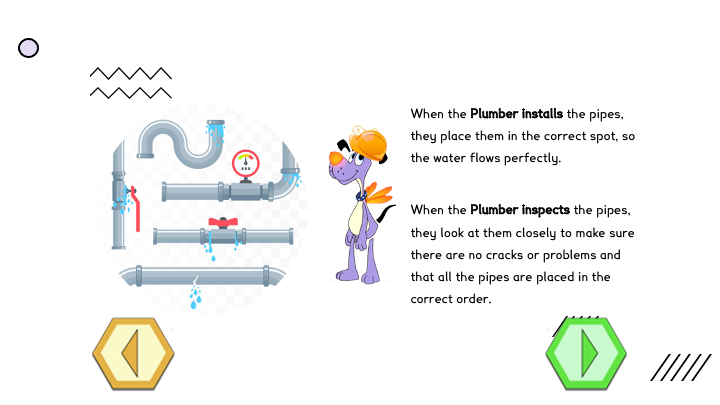 When the Plumber installs the pipes,
they place them in the correct spot, so
the water flows perfectly.
When the Plumber inspects the pipes,
they look at them closely to make sure
there are no cracks or problems and
that all the pipes are placed in the
correct order.